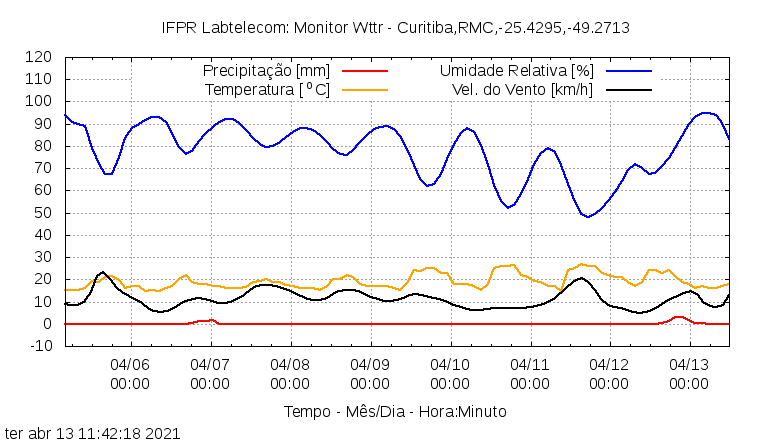 IFPR Labtelecom: Monitor Wttr - Curitiba,RMC,-25.4295,-49.2713
Precipitação [mm] Umidade Relativa [%]
Temperatura [ ⁰C] Vel. do Vento [km/h]
120
110
100
90
80
70
60
50
40
30
20
10
0
-10
04/06 04/07 04/08 04/09 04/10 04/11 04/12 04/13
00:00 00:00 00:00 00:00 00:00 00:00 00:00 00:00
Tempo - Mês/Dia - Hora:Minuto
ter abr 13 11:42:18 2021